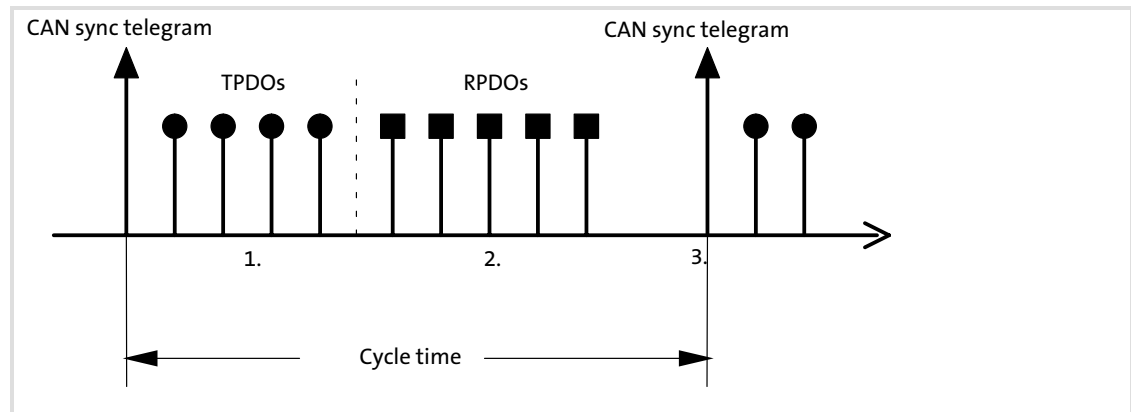 CAN sync telegram
CAN sync telegram
TPDOs
RPDOs
1.
2.
3.
Cycle time